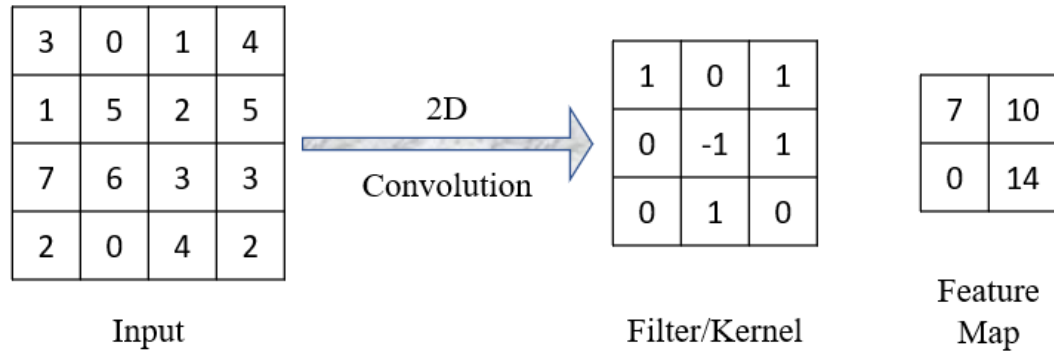 3 0 1 4
1 5 2 5
7 6 3 3
2 0 4 2
Input
2D
Convolution
1 0 1
0 -1 1
0 1 0
Filter/Kernel
7 10
0 14
Feature
Map